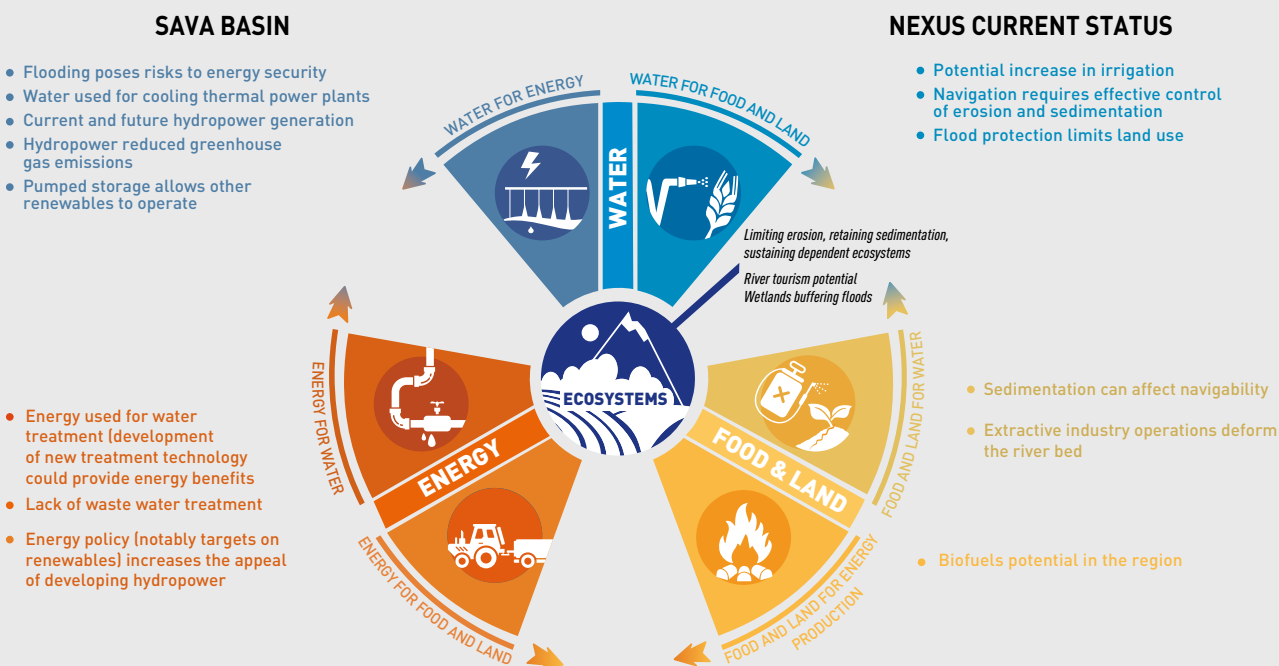 SAVA BASIN
NEXUS CURRENT STATUS
● Flooding poses risks to energy security
● Water used for cooling thermal power plants
● Current and future hydropower generation
● Hydropower reduced greenhouse
gas emissions
● Pumped storage allows other
renewables to operate
WATER FOR ENERGY
WATER
WATER FOR FOOD AND LAND
● Potential increase in irrigation
● Navigation requires effective control
of erosion and sedimentation
● Flood protection limits land use
Limiting erosion, retaining sedimentation,
sustaining dependent ecosystems
River tourism potential
Wetlands buffering floods
ECOSYSTEMS
ENERGY FOR WATER
ENERGY
ENERGY FOR FOOD AND LAND
● Energy used for water
treatment (development
of new treatment technology
could provide energy benefits
● Lack of waste water treatment
● Energy policy (notably targets on
renewables) increases the appeal
of developing hydropower
FOOD AND LAND FOR WATER
FOOD & LAND
FOOD AND LAND FOR ENERGY
PRODUCTION
● Sedimentation can affect navigability
● Extractive industry operations deform
the river bed
● Biofuels potential in the region